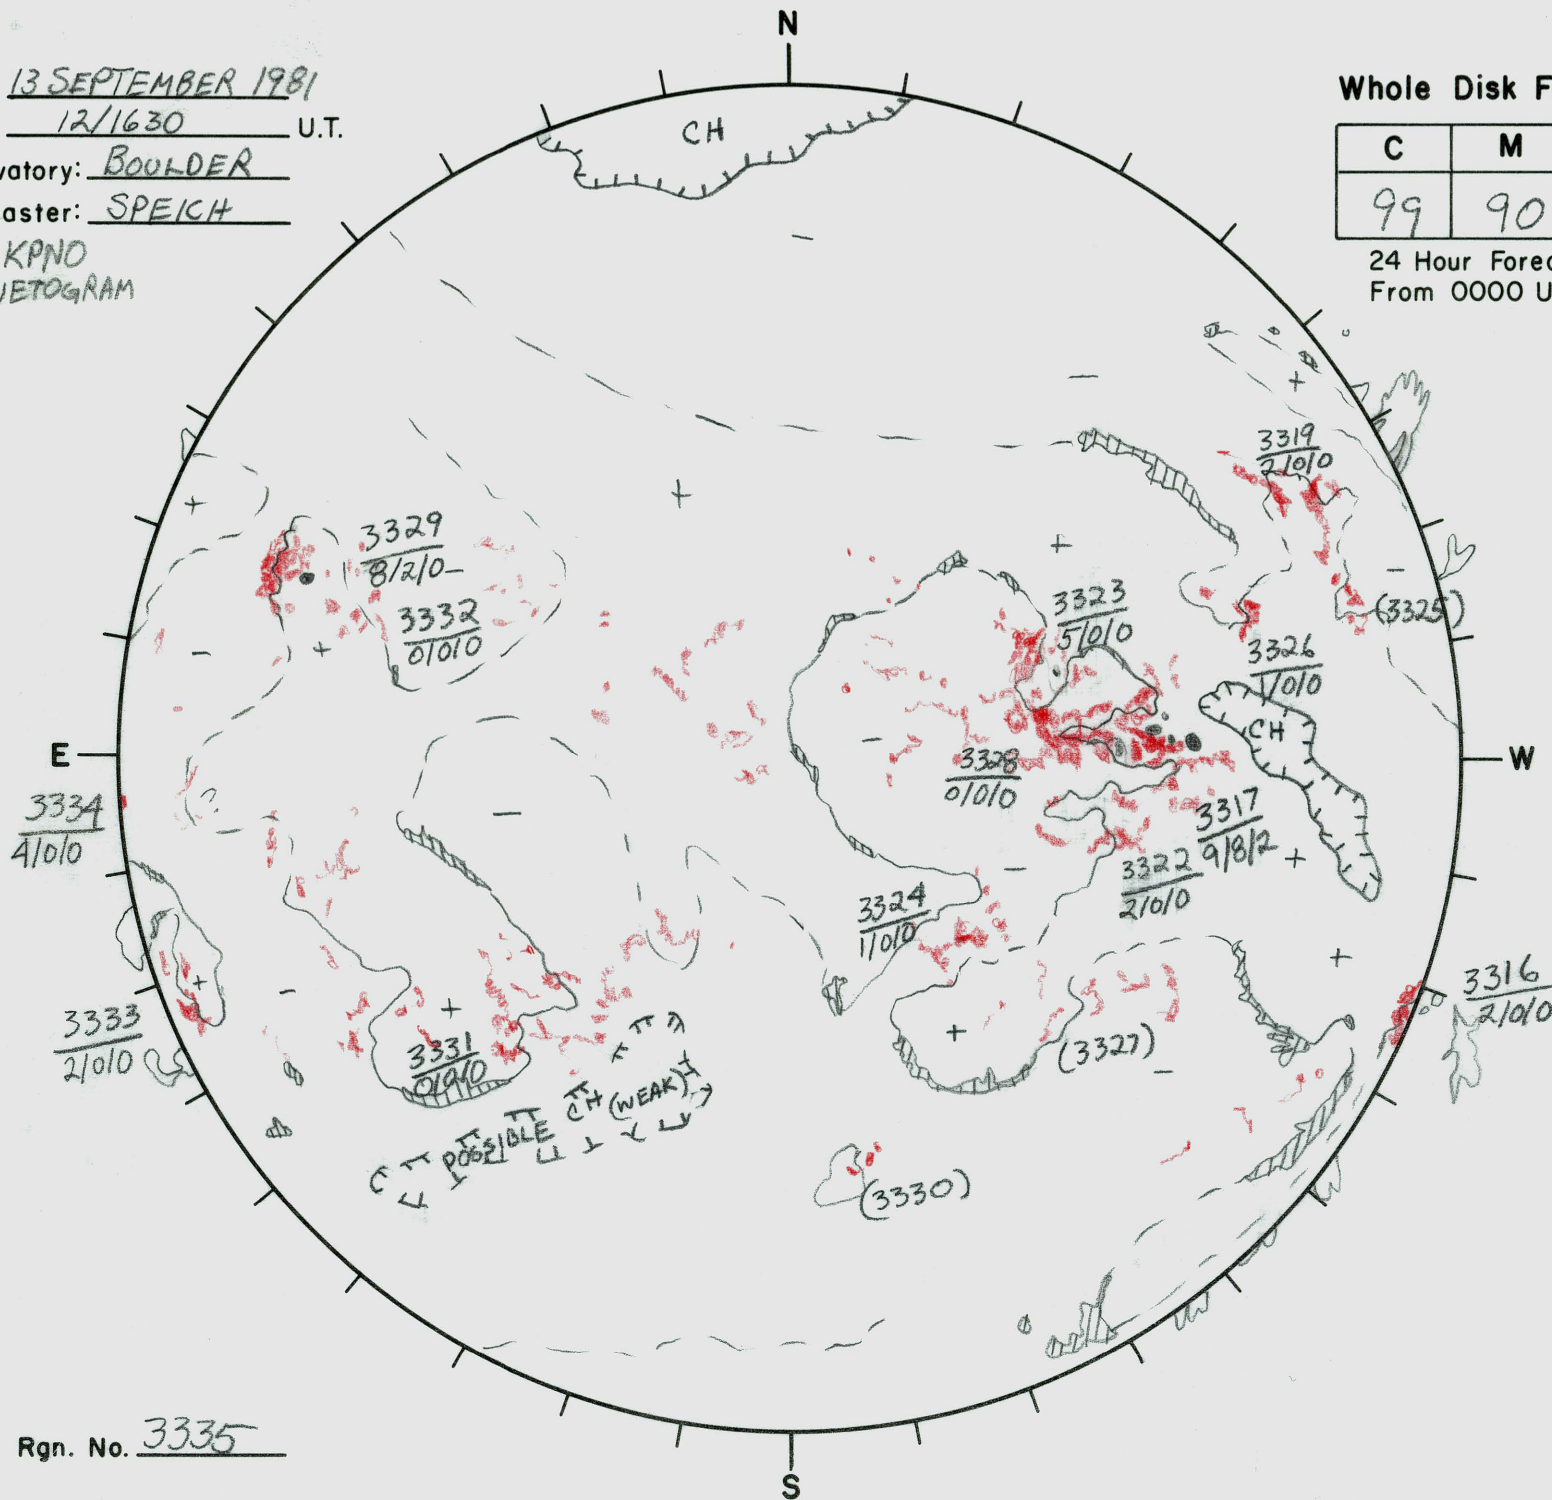 N
13 SEPTEMBER 1981
12/1630 U.T.
vatory: BOULDER
aster: SPEICH
KPNO
NETOGRAM
Whole Disk F
C M
99 90
24 Hour Forec
From 0000 U
CH
3319
2/0/0
3329
8/2/0-
3332
0/0/0
3323
5/0/0
(3325)
3326
1/0/0
CH
E
W
3328
0/0/0
3334
4/0/0
3317
9/8/2
3322
2/0/0
3324
1/0/0
3316
2/0/0
3333
2/0/0
3331
0/0/0
(3327)
POSSIBLE CH (WEAK)
(3330)
Rgn. No. 3335
S